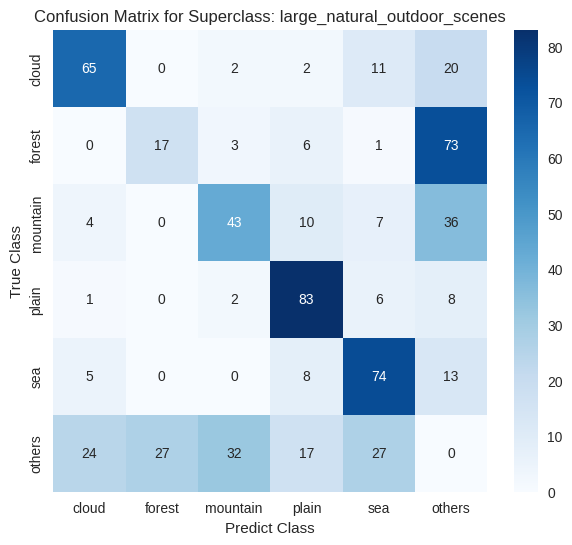 Confusion Matrix for Superclass: large_natural_outdoor_scenes
True Class
cloud 65 0 2 2 11 20
forest 0 17 3 6 1 73
mountain 4 0 43 10 7 36
plain 1 0 2 83 6 8
sea 5 0 0 8 74 13
others 24 27 32 17 27 0
cloud forest mountain plain sea others
Predict Class
80
70
60
50
40
30
20
10
0